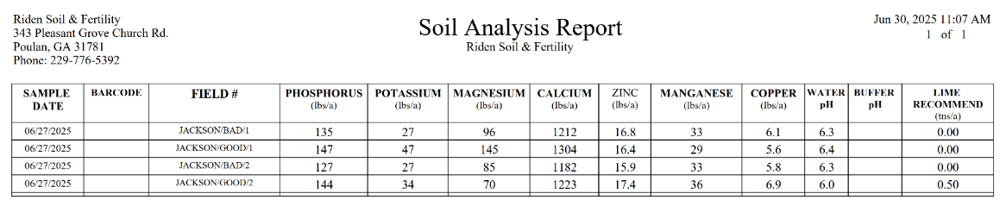 Riden Soil & Fertility
343 Pleasant Grove Church Rd.
Poulan, GA 31781
Phone: 229-776-5392
Soil Analysis Report
Riden Soil & Fertility
Jun 30, 2025 11:07 AM
1 of 1
SAMPLE DATE BARCODE FIELD # PHOSPHORUS (lbs/a) POTASSIUM (lbs/a) MAGNESIUM (lbs/a) CALCIUM (lbs/a) ZINC (lbs/a) MANGANESE (lbs/a) COPPER (lbs/a) WATER pH BUFFER pH LIME RECOMMEND (tns/a)
06/27/2025 JACKSON/BAD/1 135 27 96 1212 16.8 33 6.1 6.3 0.00
06/27/2025 JACKSON/GOOD/1 147 47 145 1304 16.4 29 5.6 6.4 0.00
06/27/2025 JACKSON/BAD/2 127 27 85 1182 15.9 33 5.8 6.3 0.00
06/27/2025 JACKSON/GOOD/2 144 34 70 1223 17.4 36 6.9 6.0 0.50